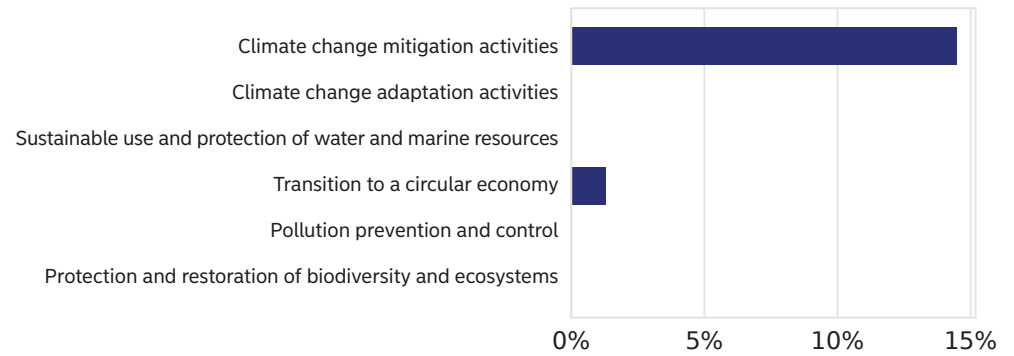 Climate change mitigation activities
Climate change adaptation activities
Sustainable use and protection of water and marine resources
Transition to a circular economy
Pollution prevention and control
Protection and restoration of biodiversity and ecosystems
0% 5% 10% 15%